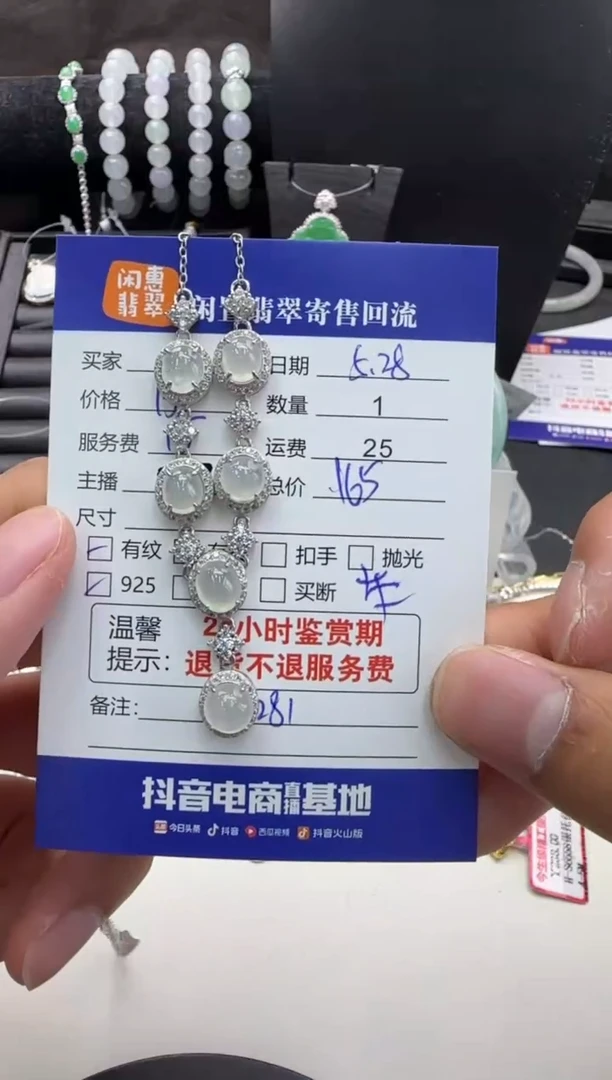 闲惠
翡翠
闲置翡翠寄售回流
买家
日期 5.28
价格
数量 1
服务费
运费 25
主播
总价 165
尺寸
有纹
扣手
抛光
925
买断
温馨
提示:
小时鉴赏期
退货不退服务费
备注: 281
抖音电商直播基地
今日头条 抖音 西瓜视频 抖音火山版